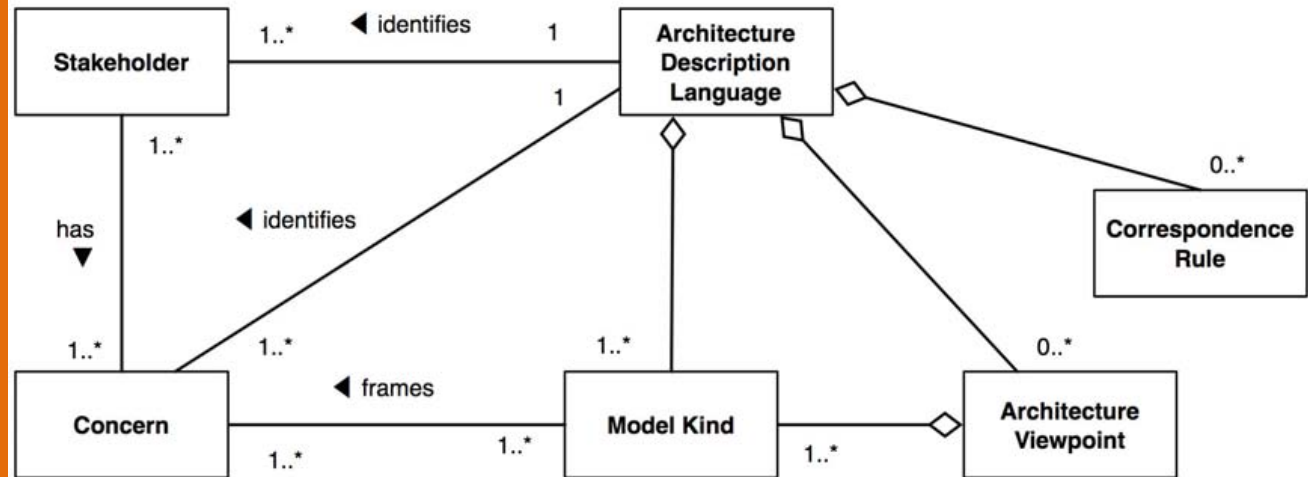 Stakeholder
1..*
◄ identifies
1
Architecture
Description
Language
1
1..*
0..*
◄ identifies
has
▼
Correspondence
Rule
1..*
1..*
1..*
0..*
Concern
◄ frames
1..*
1..*
Model Kind
1..*
Architecture
Viewpoint